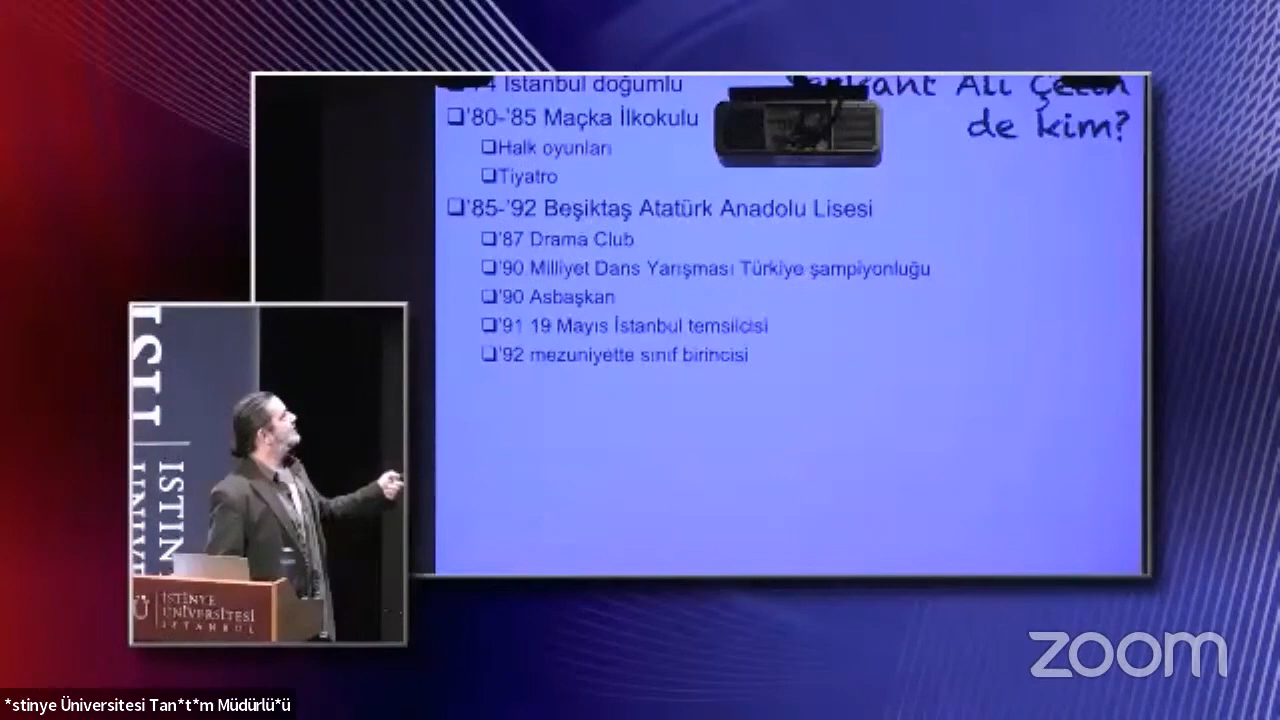 '74 İstanbul doğumlu
Ali Çetin
de kim?
'80-'85 Maçka İlkokulu
Halk oyunları
Tiyatro
'85-'92 Beşiktaş Atatürk Anadolu Lisesi
'87 Drama Club
'90 Milliyet Dans Yarışması Türkiye şampiyonluğu
'90 Asbaşkan
'91 19 Mayıs İstanbul temsilcisi
'92 mezuniyette sınıf birincisi
İSTİNYE
ÜNİVERSİTESİ
İSTANBUL
zoom
*stinye Üniversitesi Tan*t*m Müdürlü*ü